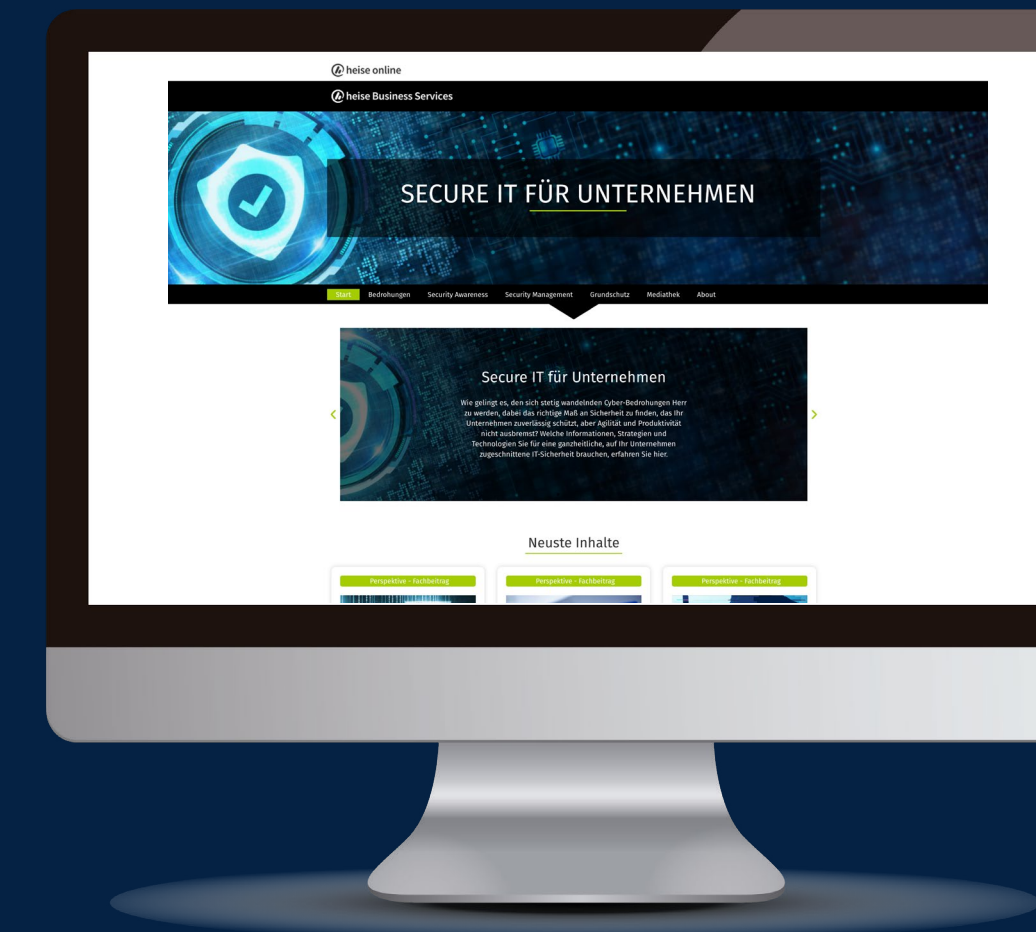 heise online
heise Business Services
SECURE IT FÜR UNTERNEHMEN
Start Bedrohungen Security Awareness Security Management Grundschutz Mediathek About
Secure IT für Unternehmen
Wie gelingt es, den sich stetig wandelnden Cyber-Bedrohungen Herr
zu werden, dabei das richtige Maß an Sicherheit zu finden, das Ihr
Unternehmen zuverlässig schützt, aber Agilität und Produktivität
nicht ausbremst? Welche Informationen, Strategien und
Technologien Sie für eine ganzheitliche, auf Ihr Unternehmen
zugeschnittene IT-Sicherheit brauchen, erfahren Sie hier.
Neuste Inhalte
Perspektive - Fachbeitrag Perspektive - Fachbeitrag Perspektive - Fachbeitrag